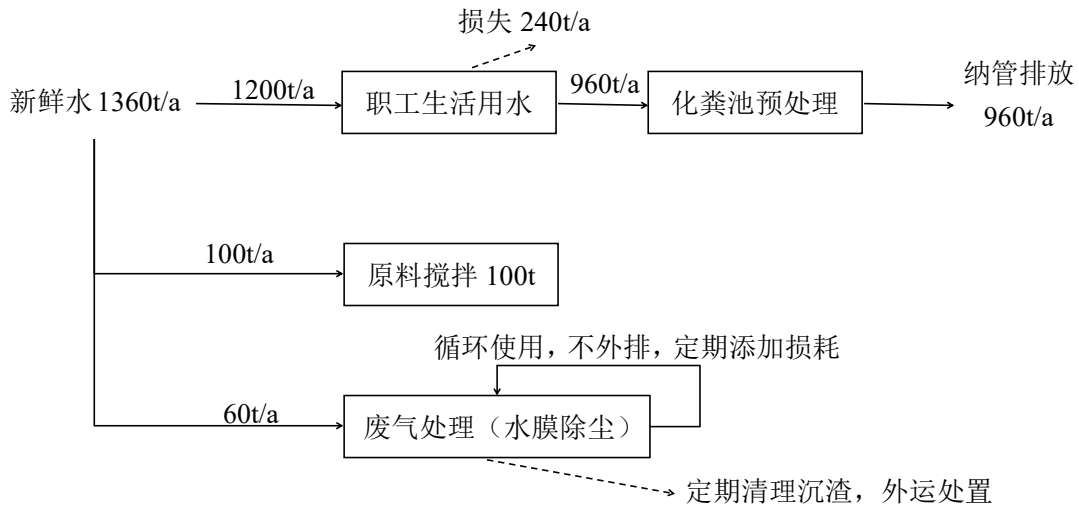 损失 240t/a
新鲜水 1360t/a
1200t/a
职工生活用水
960t/a
化粪池预处理
纳管排放
960t/a
100t/a
原料搅拌 100t
循环使用，不外排，定期添加损耗
60t/a
废气处理（水膜除尘）
定期清理沉渣，外运处置